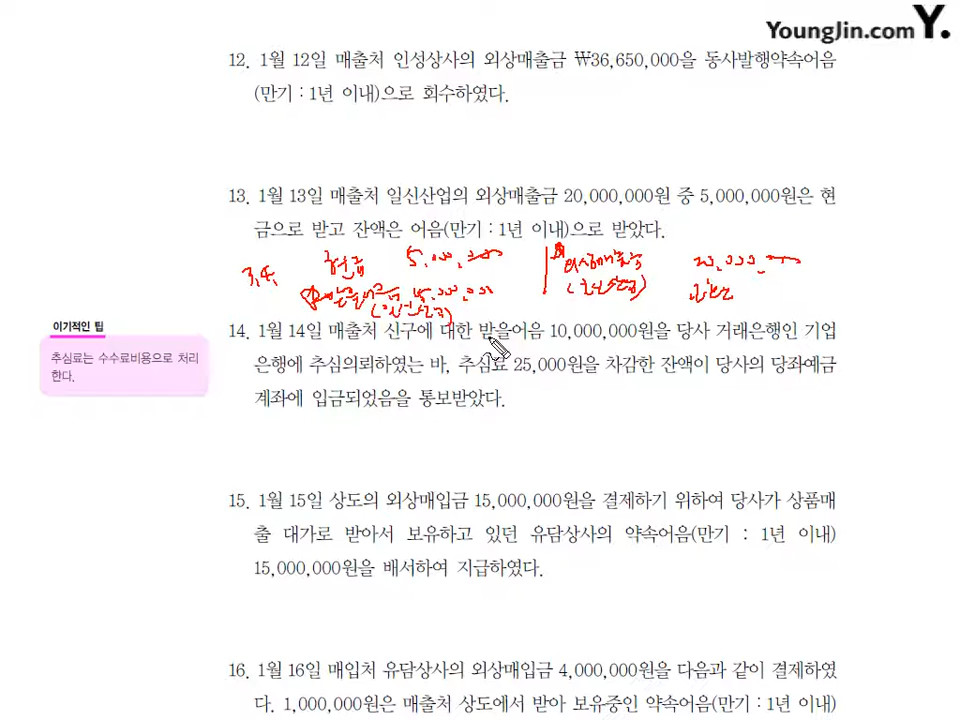 YoungJin.com Y.
12. 1월 12일 매출처 인성상사의 외상매출금 ₩36,650,000을 동사발행약속어음
(만기 : 1년 이내)으로 회수하였다.
13. 1월 13일 매출처 일신산업의 외상매출금 20,000,000원 중 5,000,000원은 현
금으로 받고 잔액은 어음(만기 : 1년 이내)으로 받았다.
3,4. 현금 5,000,000 외상매출금 20,000,000
받을어음 15,000,000 (일신산업)
(일신산업)
이기적인 팁
추심료는 수수료비용으로 처리
한다.
14. 1월 14일 매출처 신구에 대한 받을어음 10,000,000원을 당사 거래은행인 기업
은행에 추심의뢰하였는 바, 추심료 25,000원을 차감한 잔액이 당사의 당좌예금
계좌에 입금되었음을 통보받았다.
15. 1월 15일 상도의 외상매입금 15,000,000원을 결제하기 위하여 당사가 상품매
출 대가로 받아서 보유하고 있던 유담상사의 약속어음(만기 : 1년 이내)
15,000,000원을 배서하여 지급하였다.
16. 1월 16일 매입처 유담상사의 외상매입금 4,000,000원을 다음과 같이 결제하였
다. 1,000,000원은 매출처 상도에서 받아 보유중인 약속어음(만기 : 1년 이내)